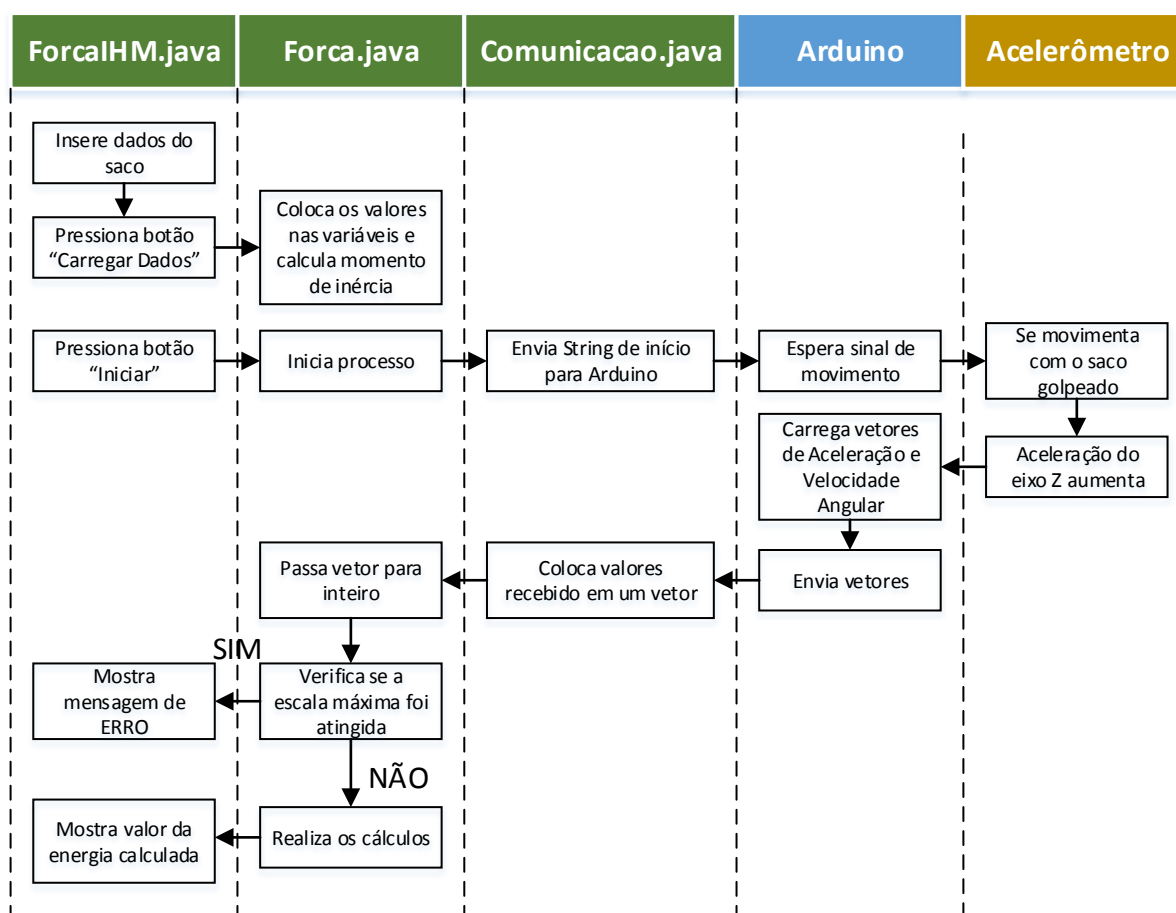 ForcaIHM.java
Forca.java
Comunicacao.java
Arduino
Acelerômetro
Insere dados do
saco
Pressiona botão
“Carregar Dados”
Coloca os valores
nas variáveis e
calcula momento
de inércia
Pressiona botão
“Iniciar”
Inicia processo
Envia String de início
para Arduino
Espera sinal de
movimento
Se movimenta
com o saco
golpeado
Carrega vetores
de Aceleração e
Velocidade
Angular
Aceleração do
eixo Z aumenta
Passa vetor para
inteiro
Coloca valores
recebido em um vetor
Envia vetores
SIM
Mostra
mensagem de
ERRO
Verifica se a
escala máxima foi
atingida
NÃO
Mostra valor da
energia calculada
Realiza os cálculos